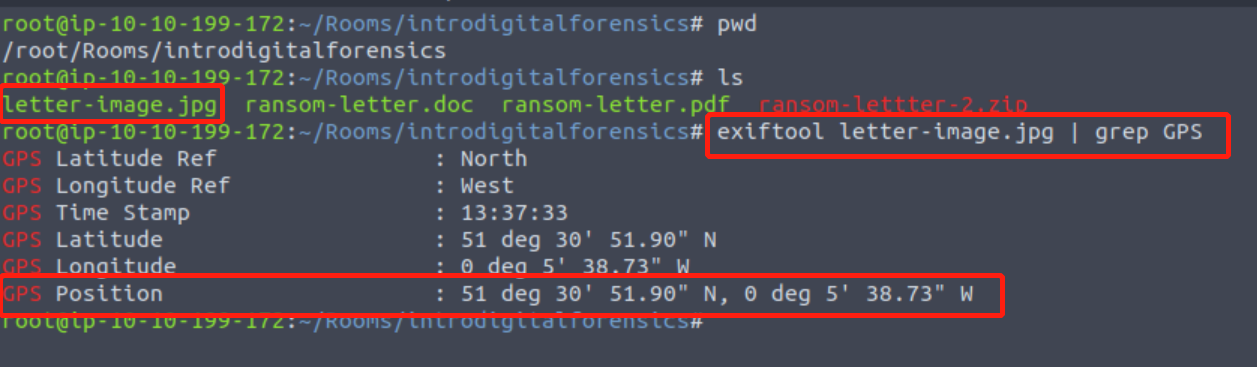 root@ip-10-10-199-172:~/Rooms/introdigitalforensics# pwd
/root/Rooms/introdigitalforensics
root@ip-10-10-199-172:~/Rooms/introdigitalforensics# ls
letter-image.jpg  ransom-letter.doc  ransom-letter.pdf  ransom-lettter-2.zip
root@ip-10-10-199-172:~/Rooms/introdigitalforensics# exiftool letter-image.jpg | grep GPS
GPS Latitude Ref                : North
GPS Longitude Ref               : West
GPS Time Stamp                  : 13:37:33
GPS Latitude                    : 51 deg 30' 51.90" N
GPS Longitude                   : 0 deg 5' 38.73" W
GPS Position                    : 51 deg 30' 51.90" N, 0 deg 5' 38.73" W
root@ip-10-10-199-172:~/Rooms/introdigitalforensics#